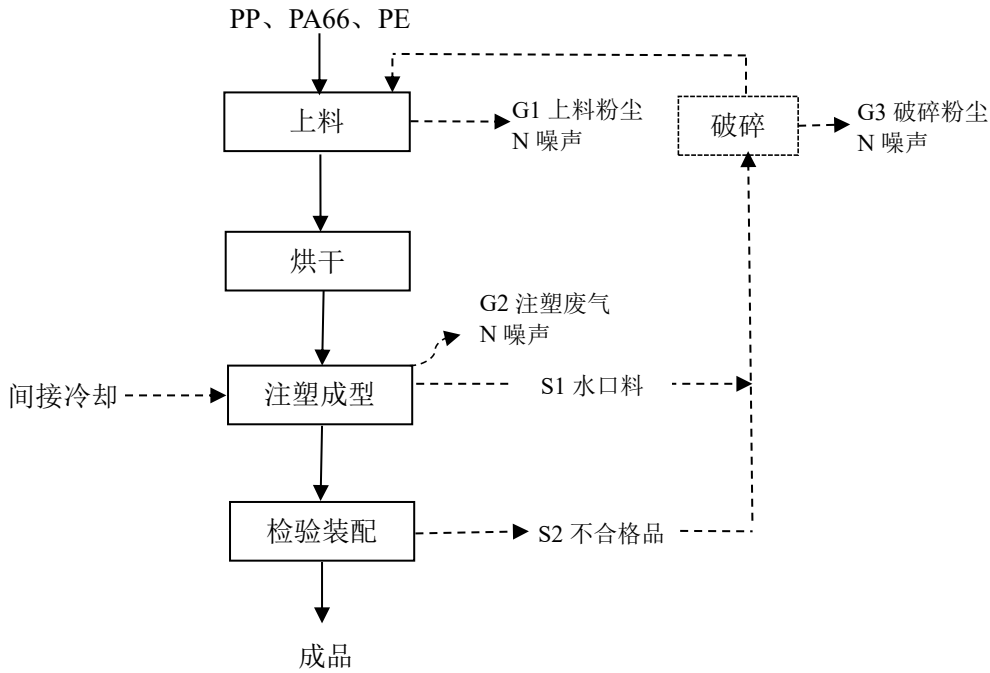 PP、PA66、PE
上料
G1 上料粉尘
N 噪声
破碎
G3 破碎粉尘
N 噪声
烘干
G2 注塑废气
N 噪声
间接冷却
注塑成型
S1 水口料
检验装配
S2 不合格品
成品